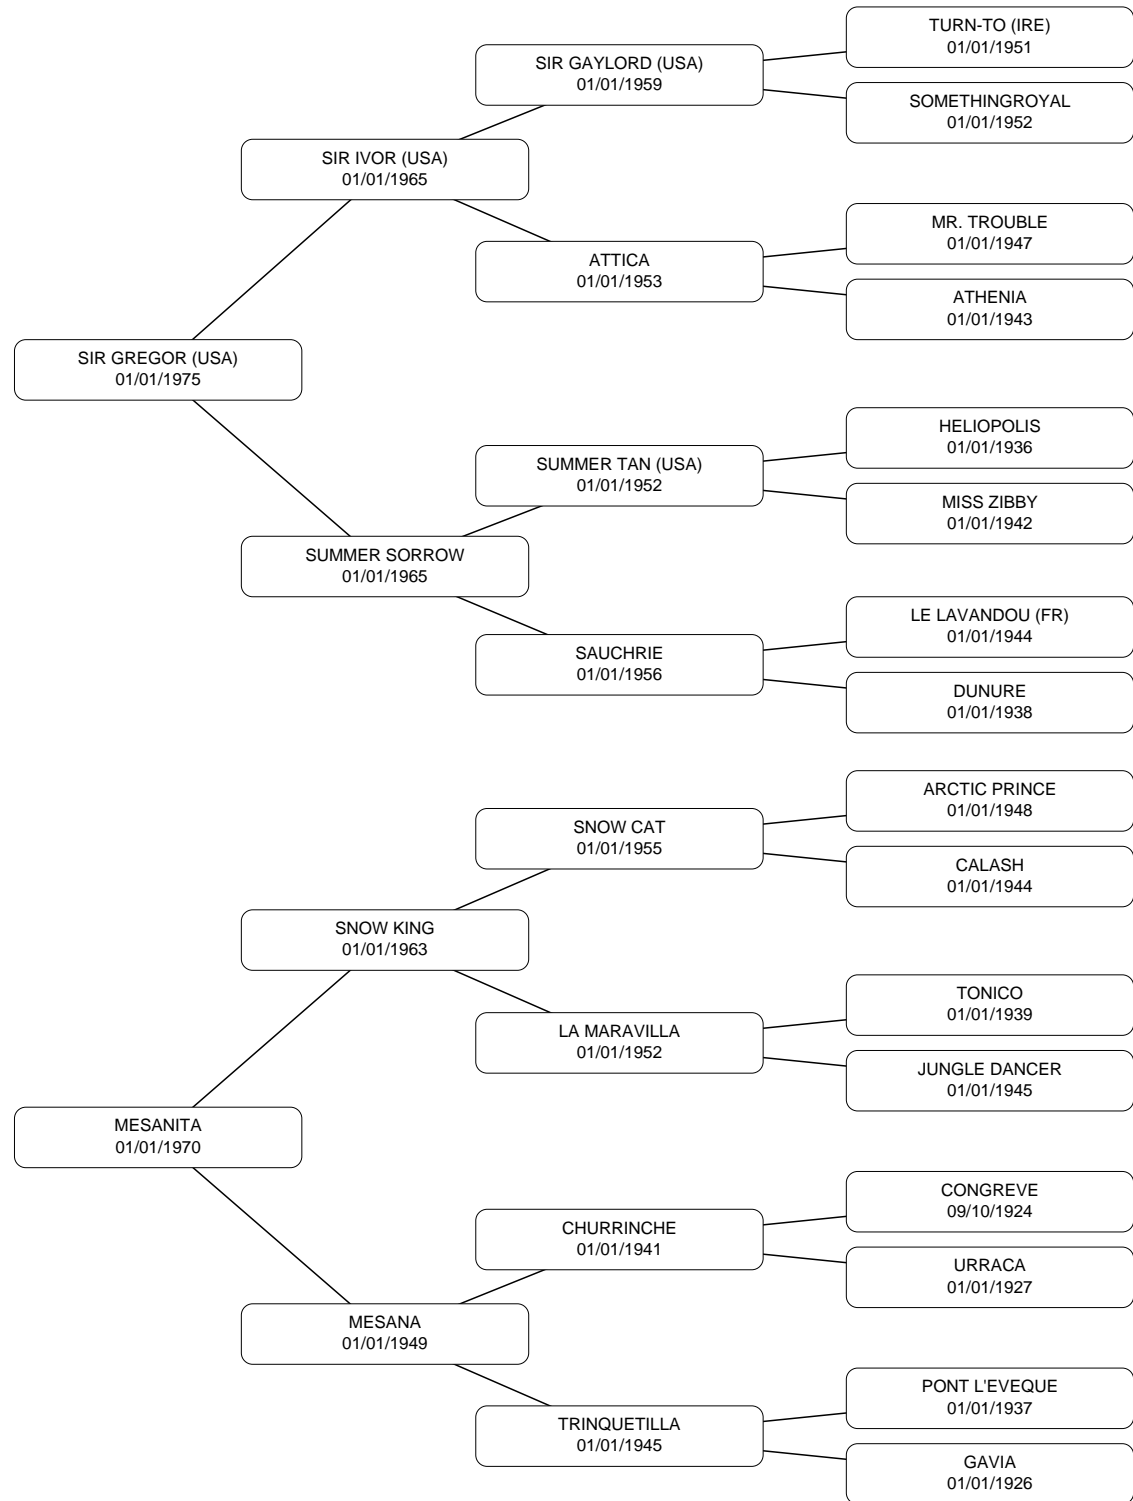 TURN-TO (IRE)
01/01/1951
SIR GAYLORD (USA)
01/01/1959
SOMETHINGROYAL
01/01/1952
SIR IVOR (USA)
01/01/1965
MR. TROUBLE
01/01/1947
ATTICA
01/01/1953
ATHENIA
01/01/1943
SIR GREGOR (USA)
01/01/1975
HELIOPOLIS
01/01/1936
SUMMER TAN (USA)
01/01/1952
MISS ZIBBY
01/01/1942
SUMMER SORROW
01/01/1965
LE LAVANDOU (FR)
01/01/1944
SAUCHRIE
01/01/1956
DUNURE
01/01/1938
ARCTIC PRINCE
01/01/1948
SNOW CAT
01/01/1955
CALASH
01/01/1944
SNOW KING
01/01/1963
TONICO
01/01/1939
LA MARAVILLA
01/01/1952
JUNGLE DANCER
01/01/1945
MESANITA
01/01/1970
CONGREVE
09/10/1924
CHURRINCHE
01/01/1941
URRACA
01/01/1927
MESANA
01/01/1949
PONT L'EVEQUE
01/01/1937
TRINQUETILLA
01/01/1945
GAVIA
01/01/1926